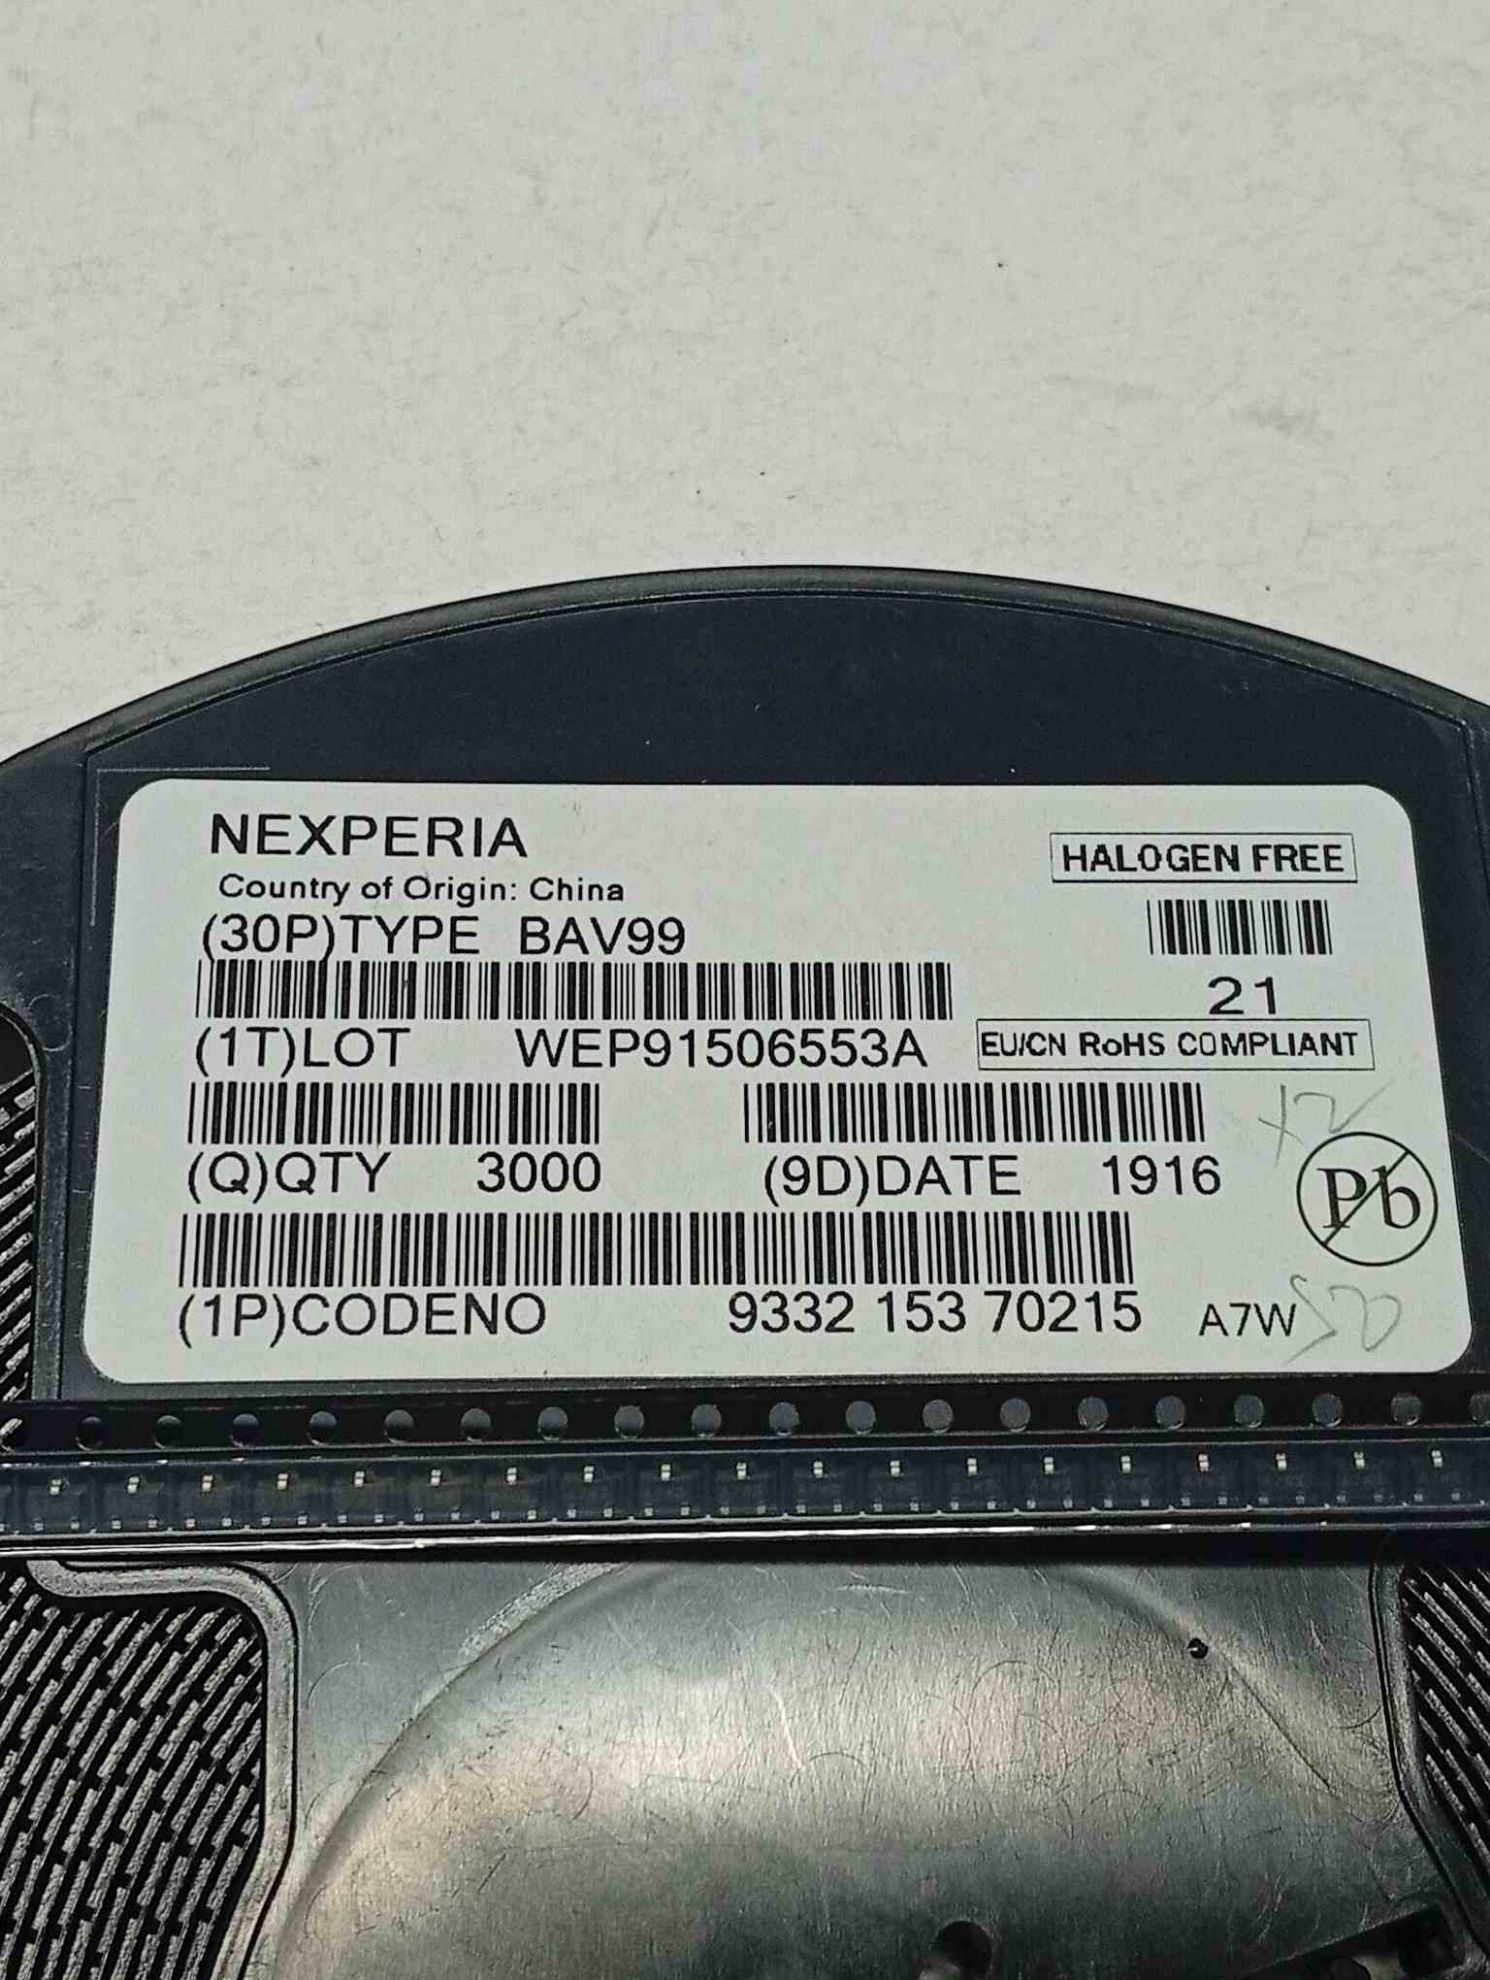 NEXPERIA
Country of Origin: China
HALOGEN FREE
(30P)TYPE BAV99
21
(1T)LOT WEP91506553A
EU/CN RoHS COMPLIANT
(Q)QTY 3000 (9D)DATE 1916
Pb
(1P)CODENO 9332 153 70215 A7W